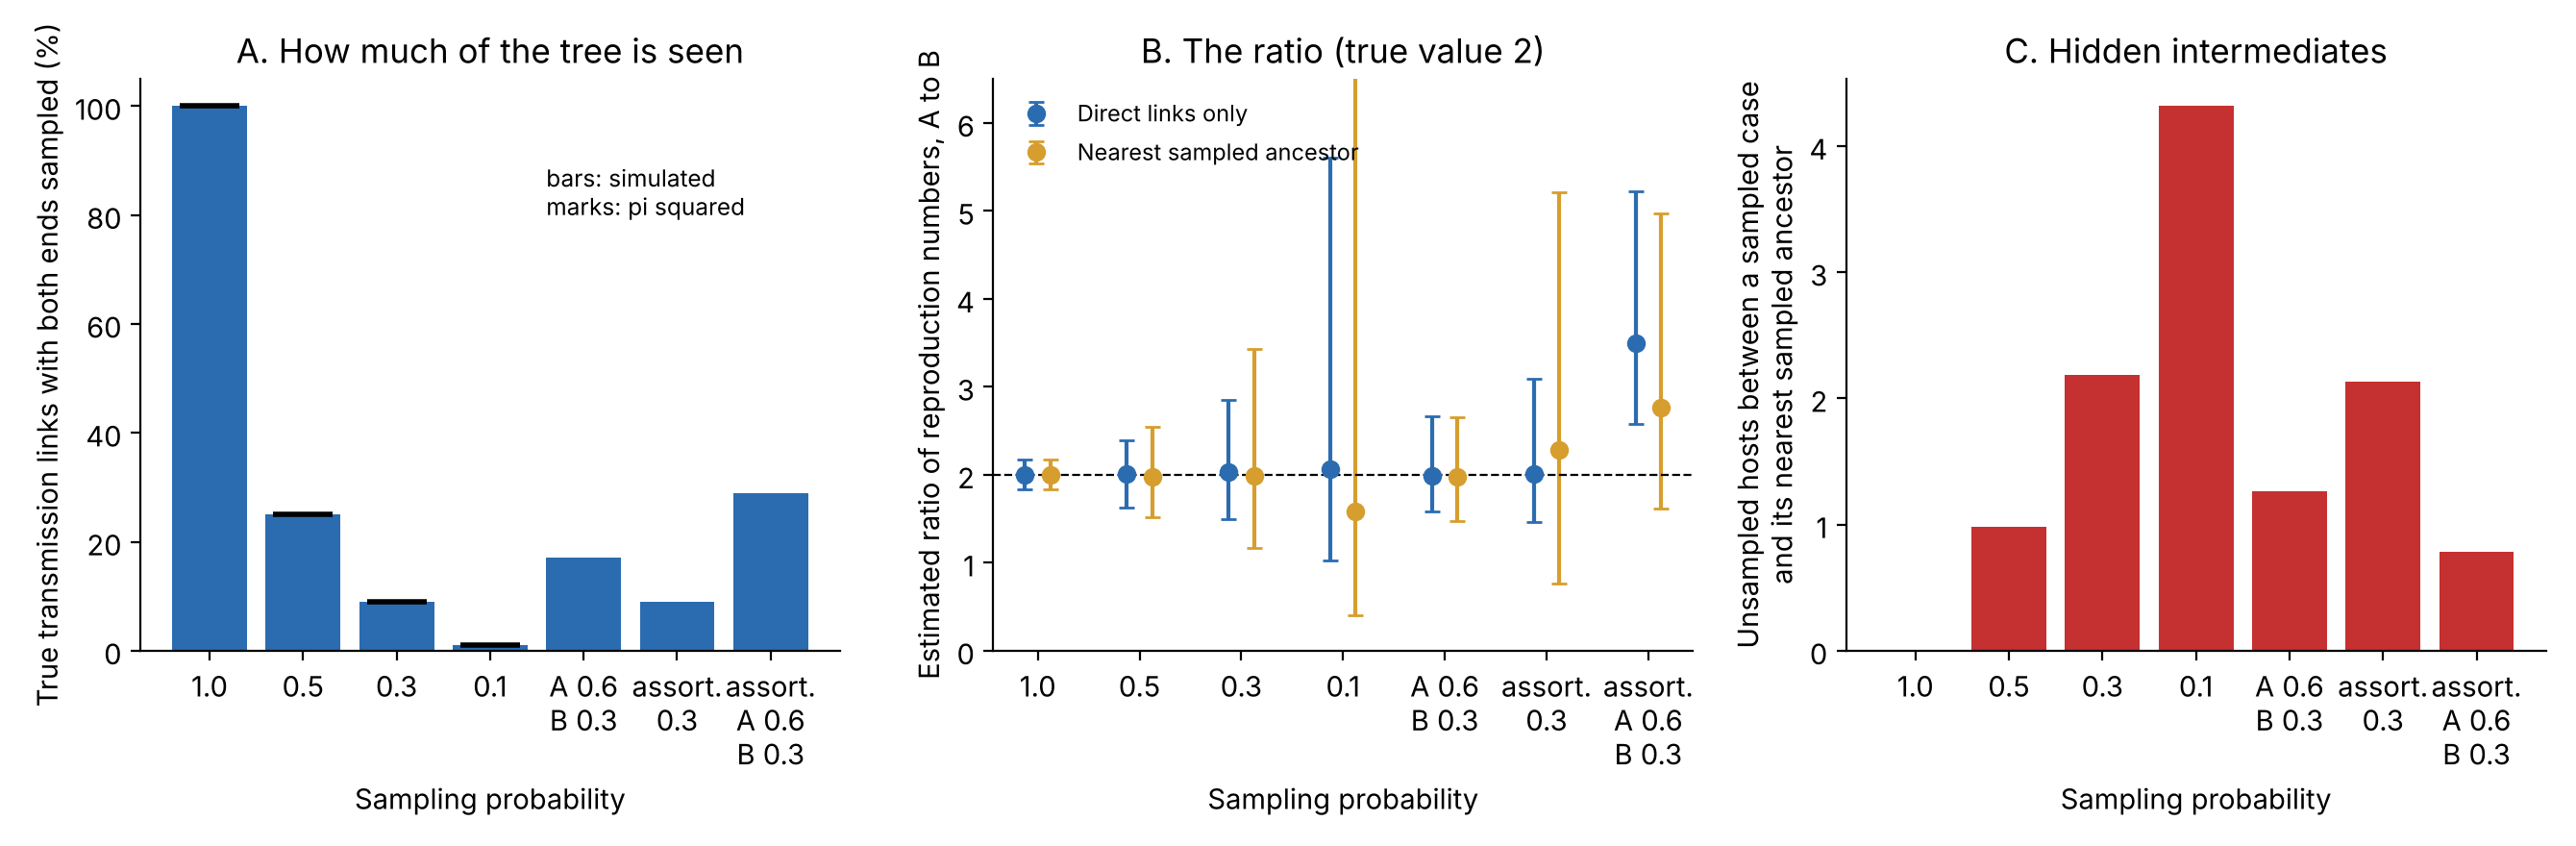 A. How much of the tree is seen
True transmission links with both ends sampled (%)
100
80
60
40
20
0
bars: simulated
marks: pi squared
1.0
0.5
0.3
0.1
A 0.6
B 0.3
assort.
0.3
assort.
A 0.6
B 0.3
Sampling probability
B. The ratio (true value 2)
Estimated ratio of reproduction numbers, A to B
6
5
4
3
2
1
0
Direct links only
Nearest sampled ancestor
1.0
0.5
0.3
0.1
A 0.6
B 0.3
assort.
0.3
assort.
A 0.6
B 0.3
Sampling probability
C. Hidden intermediates
Unsampled hosts between a sampled case
and its nearest sampled ancestor
4
3
2
1
0
1.0
0.5
0.3
0.1
A 0.6
B 0.3
assort.
0.3
assort.
A 0.6
B 0.3
Sampling probability